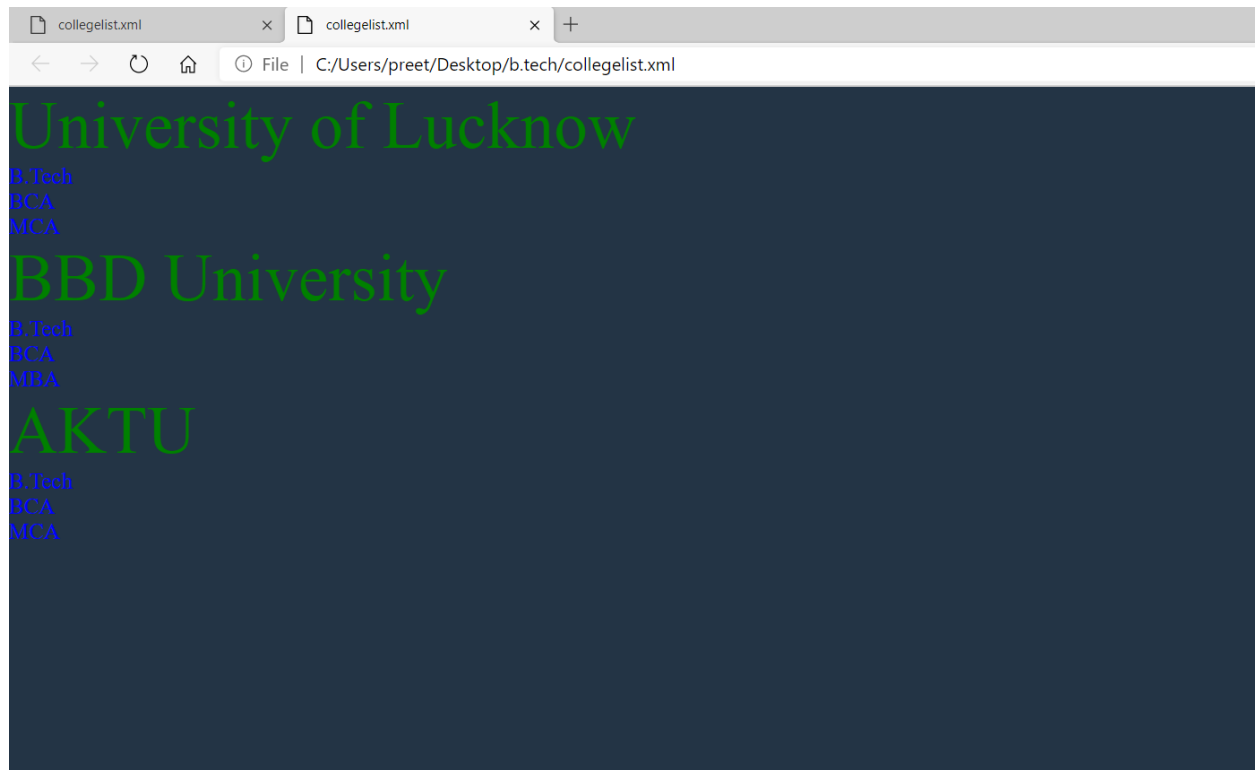 collegelist.xml collegelist.xml
File | C:/Users/preet/Desktop/b.tech/collegelist.xml
University of Lucknow
B.Tech
BCA
MCA
BBD University
B.Tech
BCA
MBA
AKTU
B.Tech
BCA
MCA